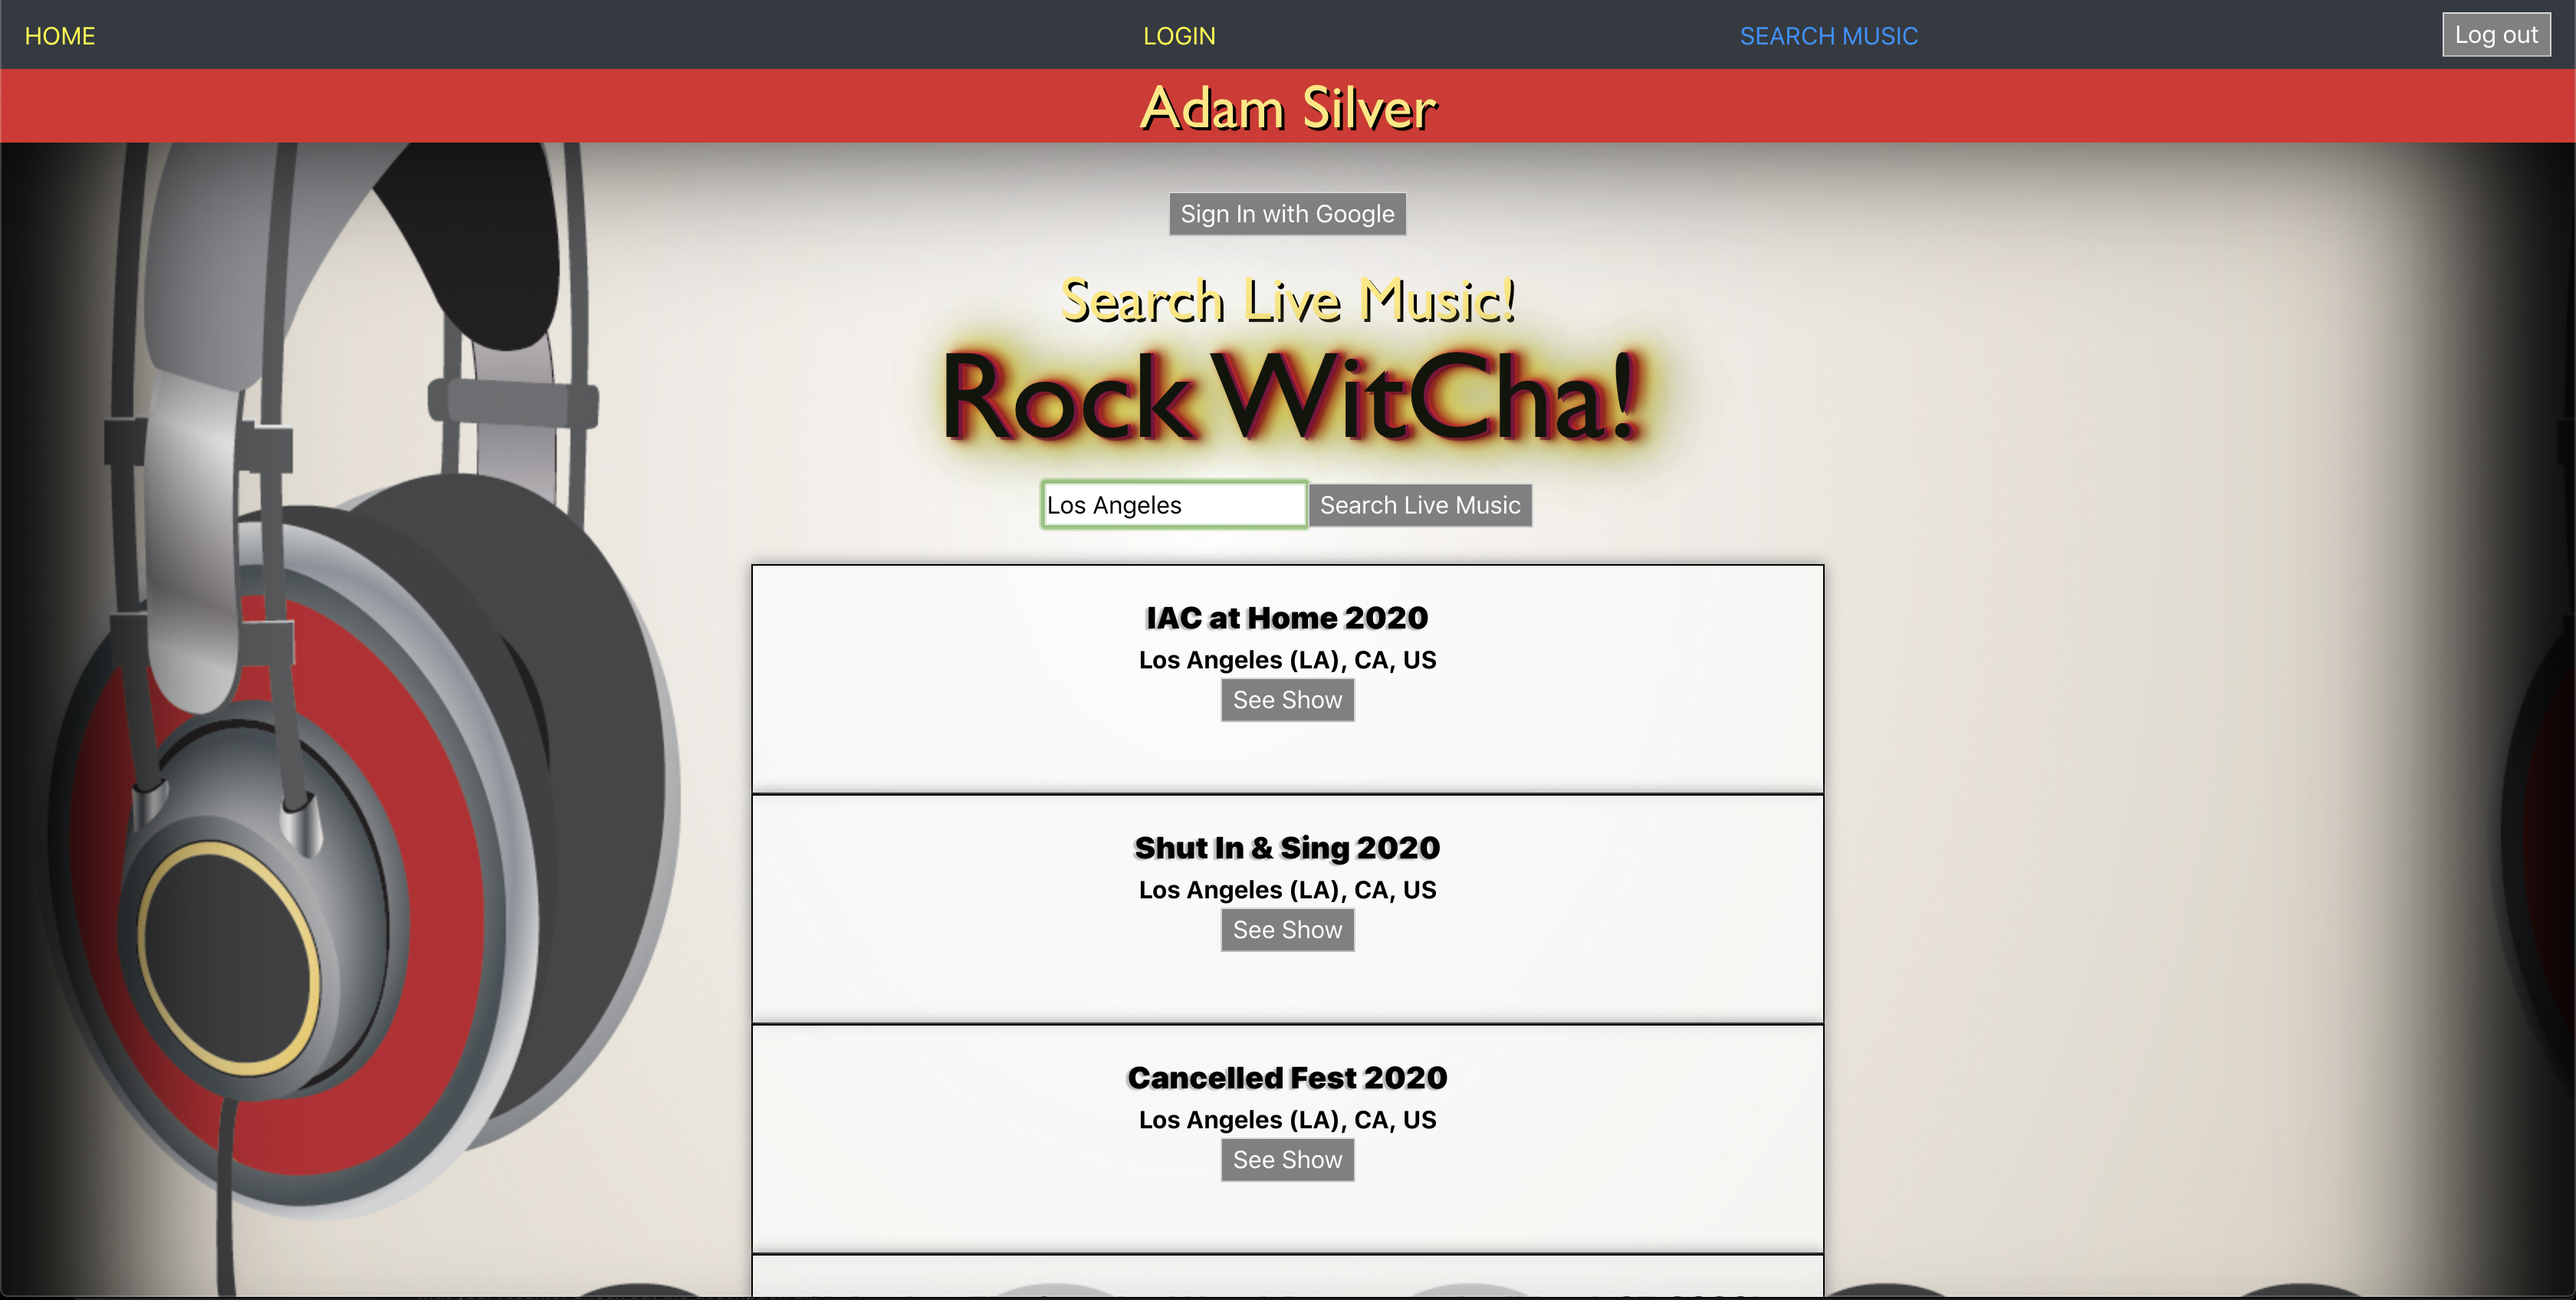 HOME LOGIN SEARCH MUSIC Log out
Adam Silver
Sign In with Google
Search Live Music!
Rock WitCha!
Los Angeles Search Live Music
IAC at Home 2020
Los Angeles (LA), CA, US
See Show
Shut In & Sing 2020
Los Angeles (LA), CA, US
See Show
Cancelled Fest 2020
Los Angeles (LA), CA, US
See Show